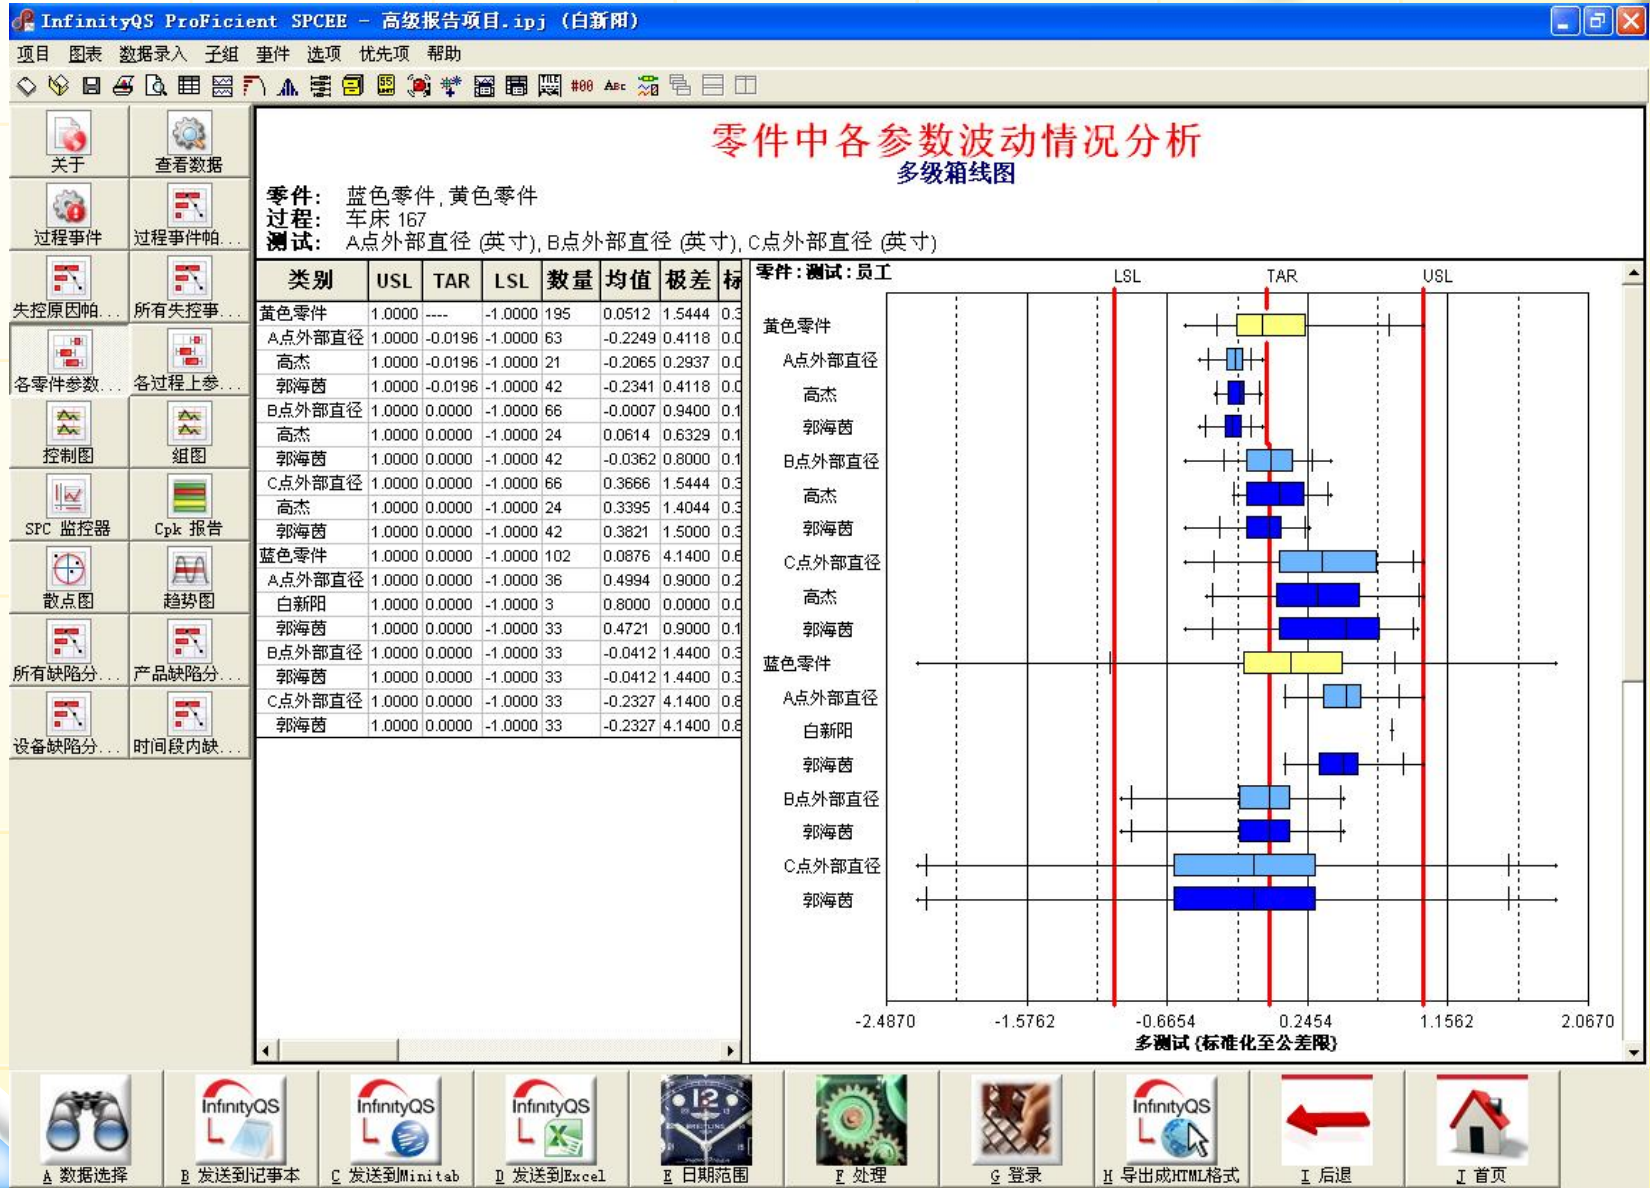 InfinityQS ProFicient SPCEE - 高级报告项目.ipj (白新阳)
项目 图表 数据录入 子组 事件 选项 优先项 帮助
关于 查看数据
过程事件 过程事件帕...
失控原因帕... 所有失控事...
各零件参数... 各过程上参...
控制图 组图
SPC 监控器 Cpk 报告
散点图 趋势图
所有缺陷分... 产品缺陷分...
设备缺陷分... 时间段内缺...
零件中各参数波动情况分析
多级箱线图
零件: 蓝色零件,黄色零件
过程: 车床 167
测试: A点外部直径 (英寸), B点外部直径 (英寸), C点外部直径 (英寸)
类别 USL TAR LSL 数量 均值 极差 标
黄色零件 1.0000 ---- -1.0000 195 0.0512 1.5444 0.3
A点外部直径 1.0000 -0.0196 -1.0000 63 -0.2249 0.4118 0.0
高杰 1.0000 -0.0196 -1.0000 21 -0.2065 0.2937 0.0
郭海茵 1.0000 -0.0196 -1.0000 42 -0.2341 0.4118 0.0
B点外部直径 1.0000 0.0000 -1.0000 66 -0.0007 0.9400 0.1
高杰 1.0000 0.0000 -1.0000 24 0.0614 0.6329 0.1
郭海茵 1.0000 0.0000 -1.0000 42 -0.0362 0.8000 0.1
C点外部直径 1.0000 0.0000 -1.0000 66 0.3666 1.5444 0.3
高杰 1.0000 0.0000 -1.0000 24 0.3395 1.4044 0.3
郭海茵 1.0000 0.0000 -1.0000 42 0.3821 1.5000 0.3
蓝色零件 1.0000 0.0000 -1.0000 102 0.0876 4.1400 0.6
A点外部直径 1.0000 0.0000 -1.0000 36 0.4994 0.9000 0.2
白新阳 1.0000 0.0000 -1.0000 3 0.8000 0.0000 0.0
郭海茵 1.0000 0.0000 -1.0000 33 0.4721 0.9000 0.1
B点外部直径 1.0000 0.0000 -1.0000 33 -0.0412 1.4400 0.3
郭海茵 1.0000 0.0000 -1.0000 33 -0.0412 1.4400 0.3
C点外部直径 1.0000 0.0000 -1.0000 33 -0.2327 4.1400 0.8
郭海茵 1.0000 0.0000 -1.0000 33 -0.2327 4.1400 0.8
零件:测试:员工
LSL TAR USL
黄色零件
A点外部直径
高杰
郭海茵
B点外部直径
高杰
郭海茵
C点外部直径
高杰
郭海茵
蓝色零件
A点外部直径
白新阳
郭海茵
B点外部直径
郭海茵
C点外部直径
郭海茵
-2.4870 -1.5762 -0.6654 0.2454 1.1562 2.0670
多测试 {标准化至公差限}
A 数据选择 B 发送到记事本 C 发送到Minitab D 发送到Excel E 日期范围 F 处理 G 登录 H 导出成HTML格式 I 后退 J 首页